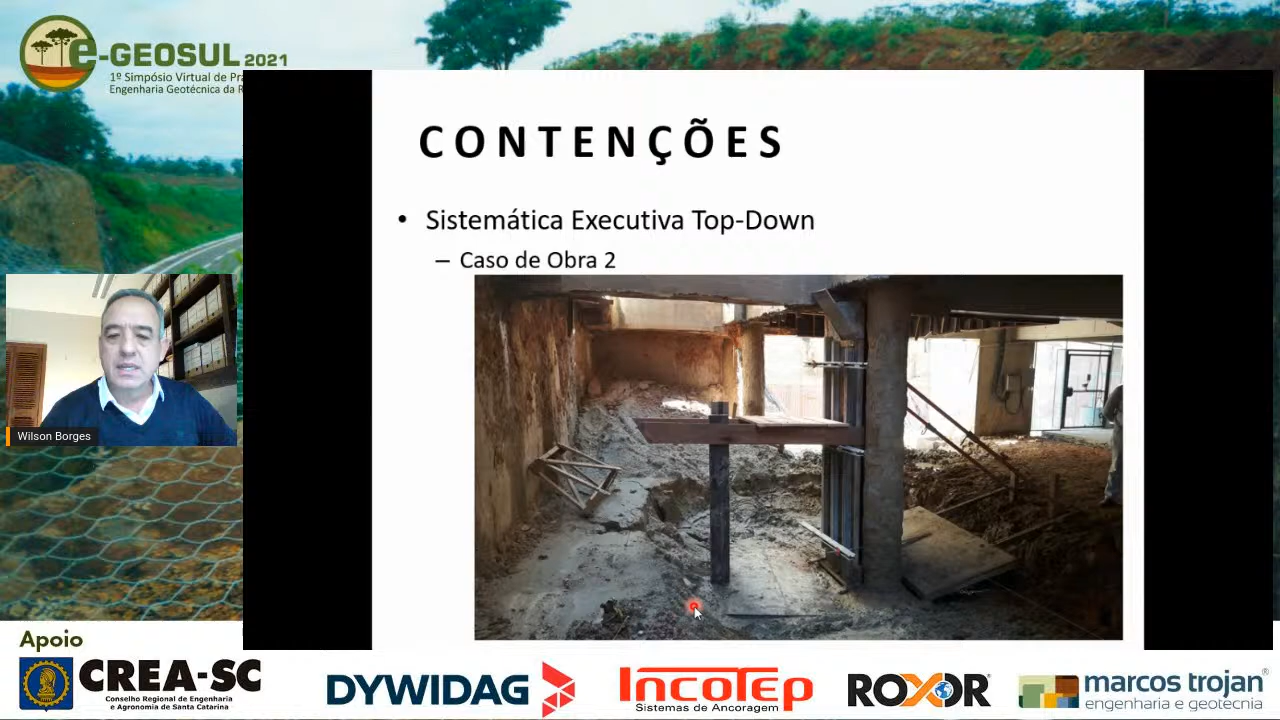 e-GEOSUL 2021
1º Simpósio Virtual de
Engenharia Geotécnica da
CONTENÇÕES
• Sistemática Executiva Top-Down
– Caso de Obra 2
Wilson Borges
Apoio
CREA-SC
Conselho Regional de Engenharia
e Agronomia de Santa Catarina
DYWIDAG
INCOTEP
Sistemas de Ancoragem
ROXOR®
marcos trojan®
engenharia e geotecnia